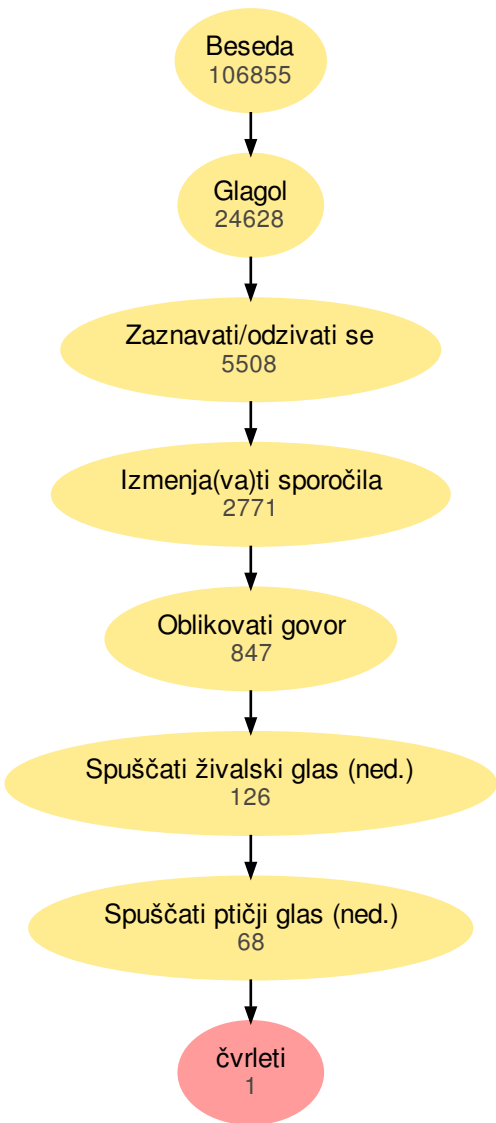 Beseda
106855
Glagol
24628
Zaznavati/odzivati se
5508
Izmenja(va)ti sporočila
2771
Oblikovati govor
847
Spuščati živalski glas (ned.)
126
Spuščati ptičji glas (ned.)
68
čvrleti
1